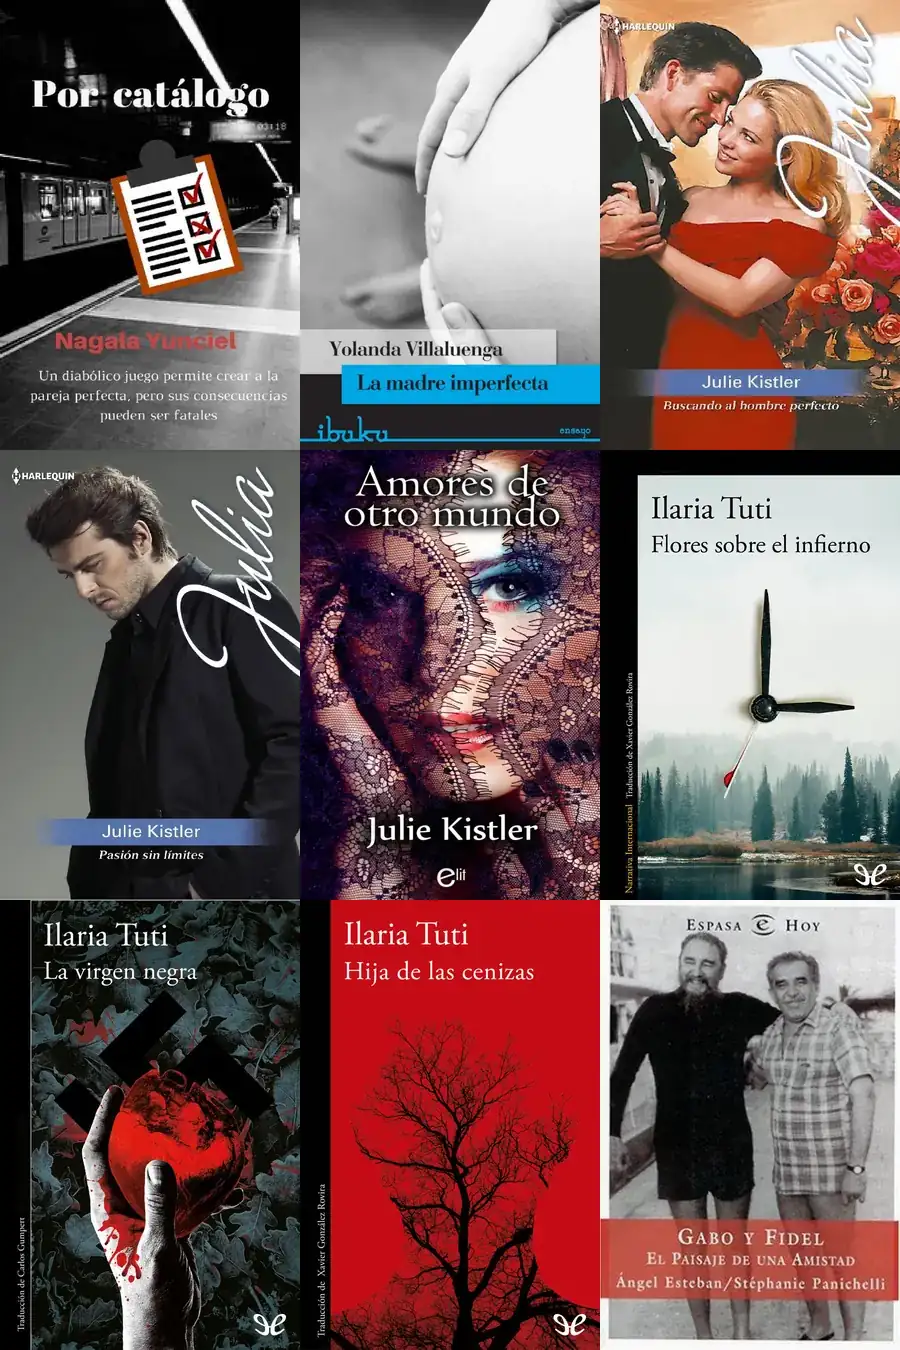 Por catálogo
03:18
Nagala Yunciel
Un diabólico juego permite crear a la
pareja perfecta, pero sus consecuencias
pueden ser fatales
Yolanda Villaluenga
La madre imperfecta
ibuku
ensayo
HARLEQUIN
Julia
Julie Kistler
Buscando al hombre perfecto
HARLEQUIN
Julia
Julie Kistler
Pasión sin límites
Amores de
otro mundo
Julie Kistler
elit
Ilaria Tuti
Flores sobre el infierno
Narrativa Internacional Traducción de Xavier González Rovira
Ilaria Tuti
La virgen negra
Traducción de Carlos Gumpert
Ilaria Tuti
Hija de las cenizas
Traducción de Xavier González Rovira
ESPASA e HOY
GABO Y FIDEL
EL PAISAJE DE UNA AMISTAD
Ángel Esteban/Stéphanie Panichelli